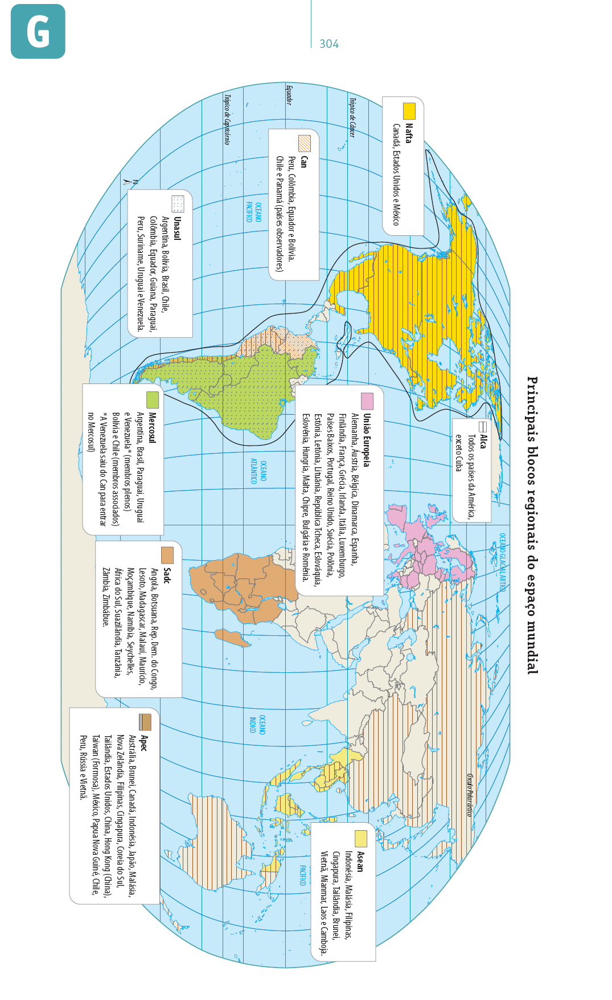 G
304
Principais blocos regionais do espaço mundial
OCEANO GLACIAL ARTICO
Círculo Polar ártico
Alca
Todos os países da América,
exceto Cuba
Nafta
Canadá, Estados Unidos e México
União Europeia
Alemanha, Áustria, Bélgica, Dinamarca, Espanha,
Finlândia, França, Grécia, Irlanda, Itália, Luxemburgo,
Países Baixos, Portugal, Reino Unido, Suécia, Polônia,
Estônia, Letônia, Lituânia, República Tcheca, Eslováquia,
Eslovênia, Hungria, Malta, Chipre, Bulgária e Romênia.
Asean
Indonésia, Malásia, Filipinas,
Cingapura, Tailândia, Brunei,
Vietnã, Mianmar, Laos e Camboja.
Trópico de Câncer
Can
Peru, Colômbia, Equador e Bolívia.
Chile e Panamá (países observadores)
PACÍFICO
Equador
OCEANO
PACÍFICO
OCEANO
ATLÂNTICO
OCEANO
ÍNDICO
Trópico de Capricórnio
Unasul
Argentina, Bolívia, Brasil, Chile,
Colômbia, Equador, Guiana, Paraguai,
Peru, Suriname, Uruguai e Venezuela.
N
Mercosul
Argentina, Brasil, Paraguai, Uruguai
e Venezuela* (membros plenos)
Bolívia e Chile (membros associados)
*A Venezuela saiu do Can para entrar
no Mercosul)
Sadc
Angola, Botsuana, Rep. Dem. do Congo,
Lesoto, Madagascar, Malauí, Maurício,
Moçambique, Namíbia, Seychelles,
África do Sul, Suazilândia, Tanzânia,
Zâmbia, Zimbábue.
Apec
Austrália, Brunei, Canadá, Indonésia, Japão, Malásia,
Nova Zelândia, Filipinas, Cingapura, Coreia do Sul,
Tailândia, Estados Unidos, China, Hong Kong (China),
Taiwan (Formosa), México, Papua Nova Guiné, Chile,
Peru, Rússia e Vietnã.